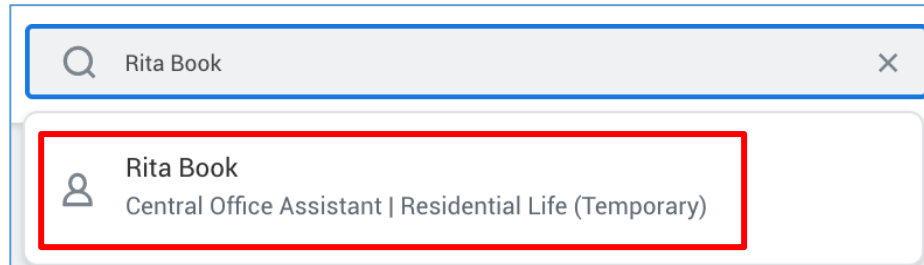 Rita Book
Rita Book
Central Office Assistant | Residential Life (Temporary)